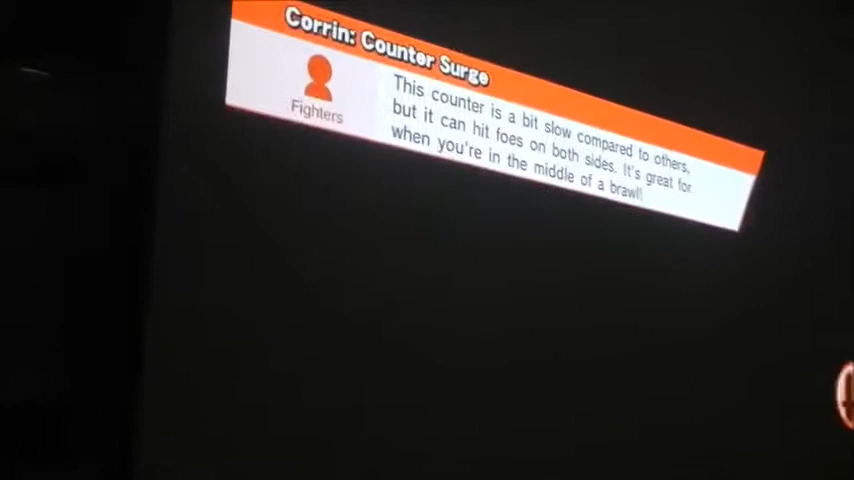 Corrin: Counter Surge
Fighters
This counter is a bit slow compared to others,
but it can hit foes on both sides. It's great for
when you're in the middle of a brawl!